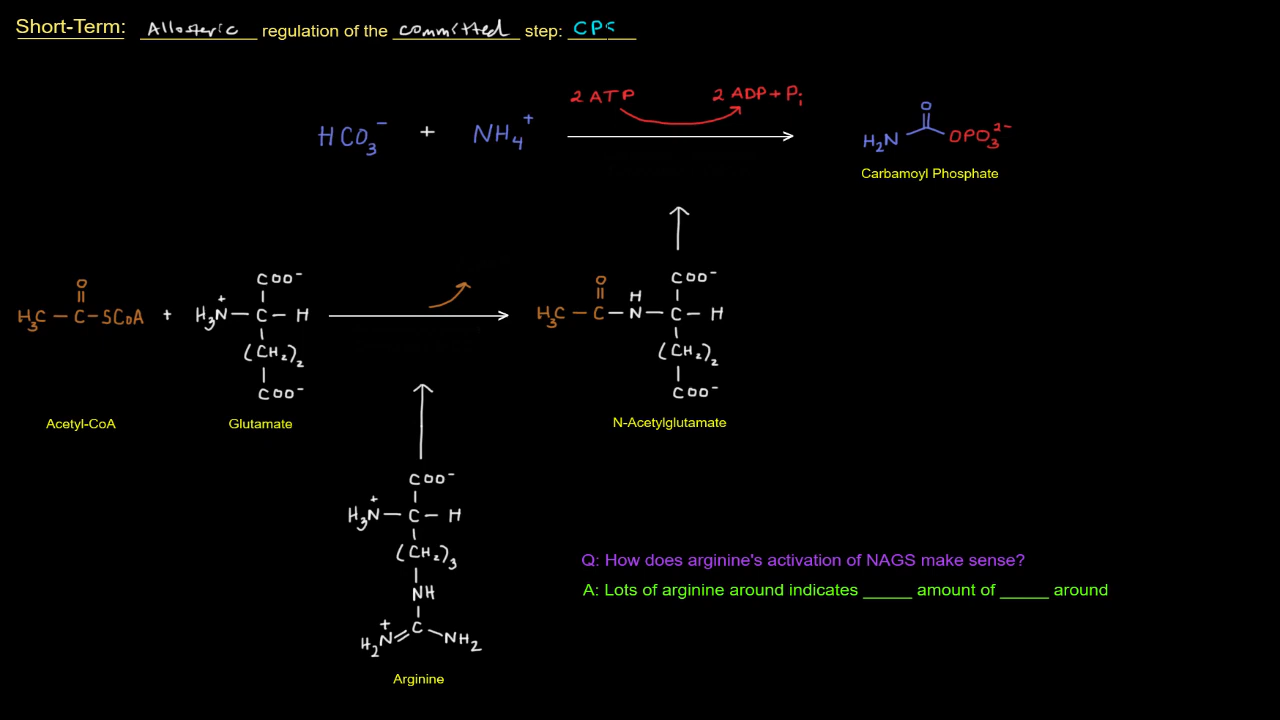 Short-Term: Allosteric regulation of the committed step: CPS
2 ATP 2 ADP + Pi
HCO3− + NH4+
O
H2N OPO3 2−
Carbamoyl Phosphate
COO− COO−
O O
H3C − C − SCoA + H3N+ − C − H H3C − C − N − C − H
H
(CH2)2 (CH2)2
COO− COO−
Acetyl-CoA Glutamate N-Acetylglutamate
COO−
H3N+ − C − H
(CH2)3
NH
H2N+ = C − NH2
Arginine
Q: How does arginine's activation of NAGS make sense?
A: Lots of arginine around indicates _____ amount of _____ around